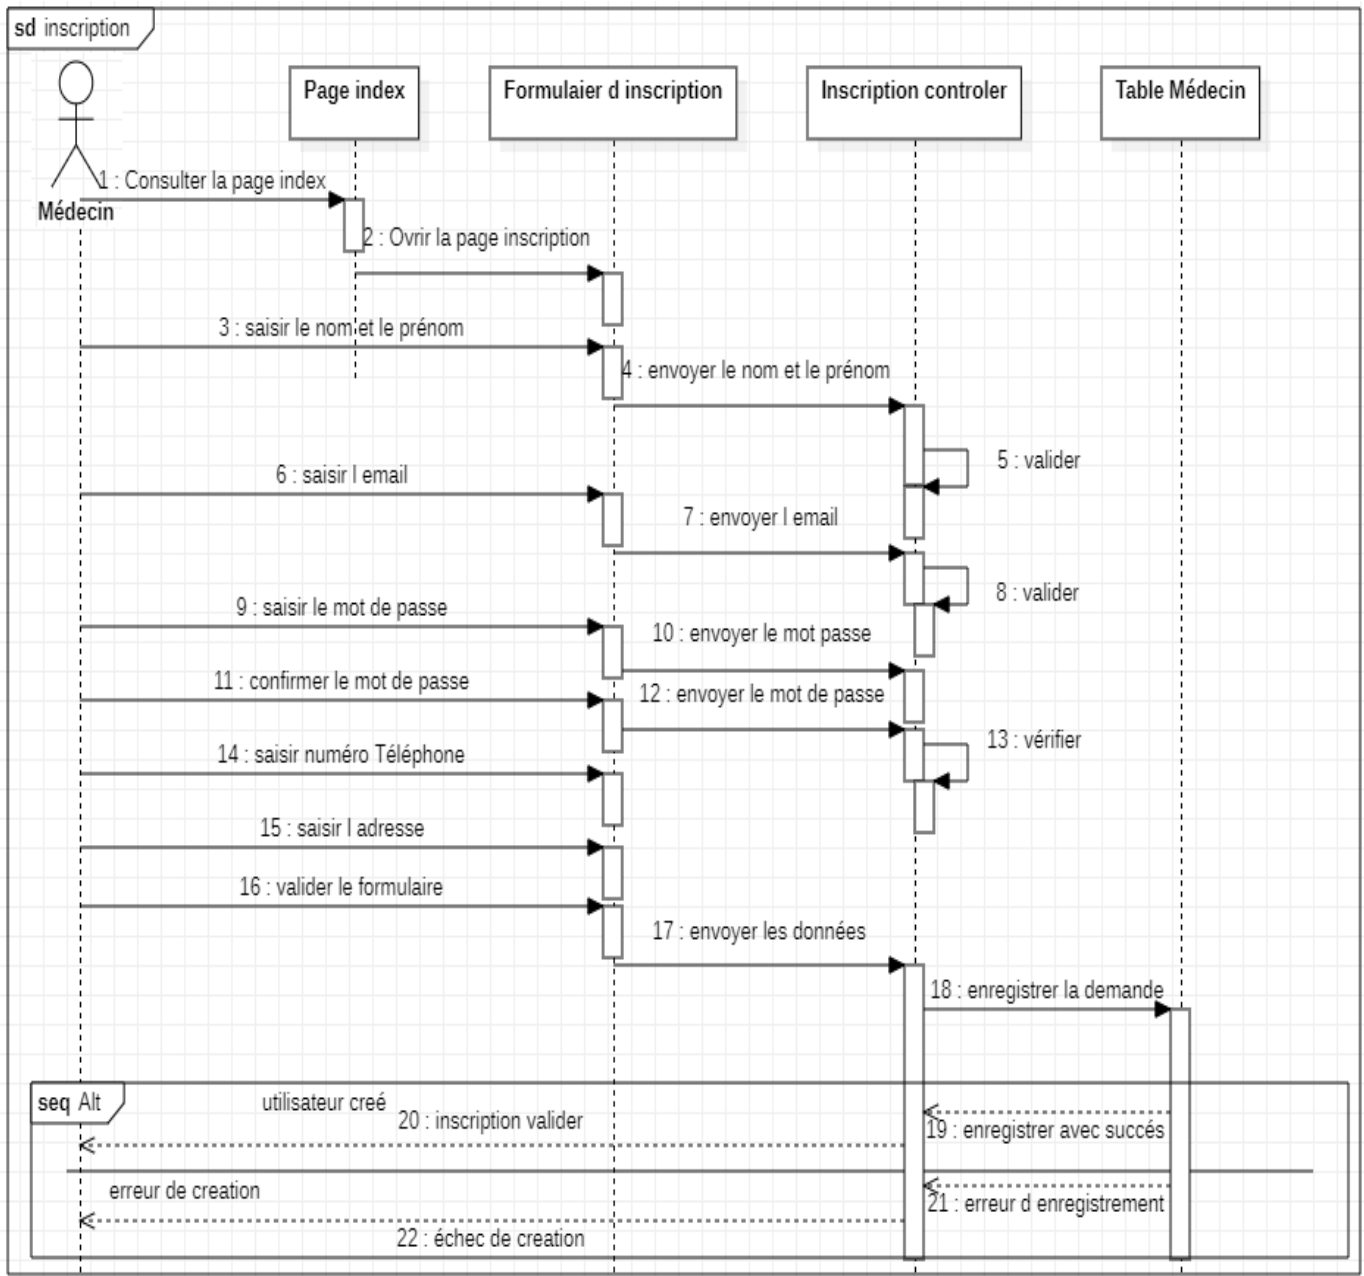 sd inscription
Page index
Formulaier d inscription
Inscription controler
Table Médecin
Médecin
1 : Consulter la page index
2 : Ovrir la page inscription
3 : saisir le nom et le prénom
4 : envoyer le nom et le prénom
5 : valider
6 : saisir l email
7 : envoyer l email
8 : valider
9 : saisir le mot de passe
10 : envoyer le mot passe
11 : confirmer le mot de passe
12 : envoyer le mot de passe
13 : vérifier
14 : saisir numéro Téléphone
15 : saisir l adresse
16 : valider le formulaire
17 : envoyer les données
18 : enregistrer la demande
seq Alt
utilisateur creé
19 : enregistrer avec succés
20 : inscription valider
erreur de creation
21 : erreur d enregistrement
22 : échec de creation